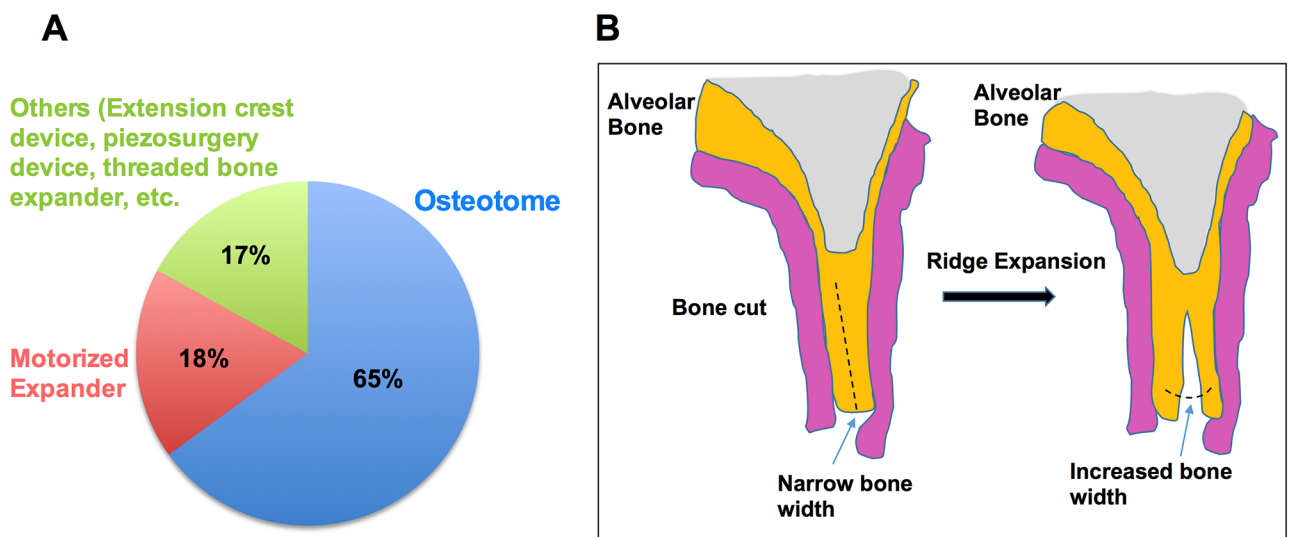 A
Others (Extension crest
device, piezosurgery
device, threaded bone
expander, etc.
Osteotome
17%
Motorized
Expander
18%
65%
B
Alveolar
Bone
Bone cut
Narrow bone
width
Ridge Expansion
Alveolar
Bone
Increased bone
width